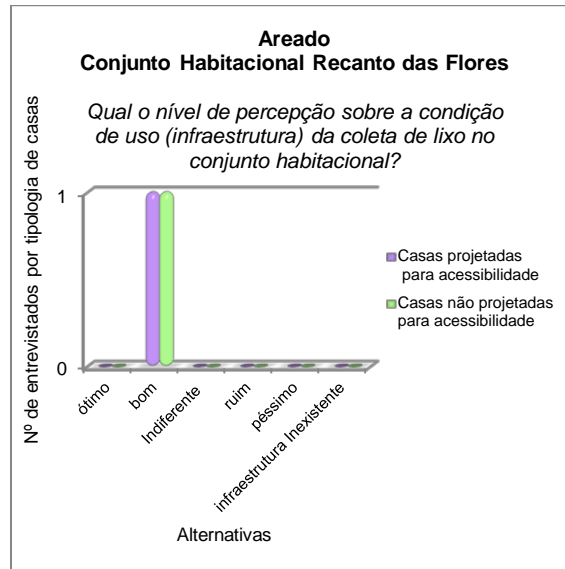 Areado
Conjunto Habitacional Recanto das Flores
Qual o nível de percepção sobre a condição
de uso (infraestrutura) da coleta de lixo no
conjunto habitacional?
Nº de entrevistados por tipologia de casas
1
0
ótimo
bom
Indiferente
ruim
péssimo
infraestrutura Inexistente
Alternativas
Casas projetadas
para acessibilidade
Casas não projetadas
para acessibilidade